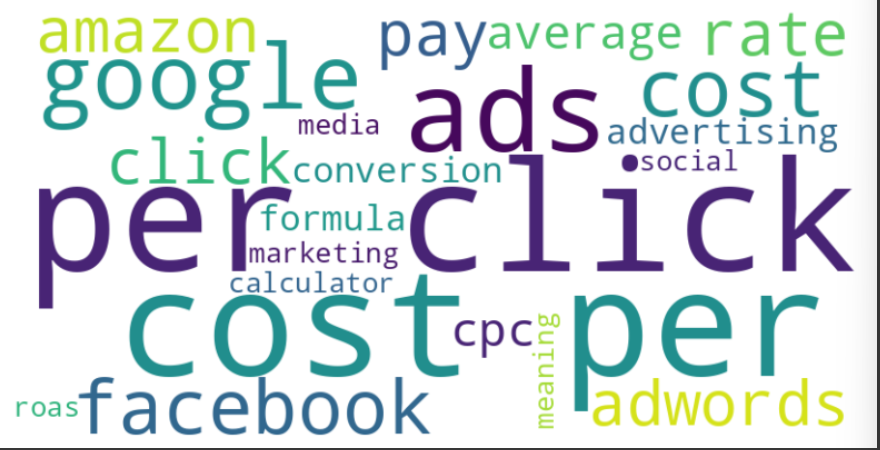 amazon
pay
average
rate
google
ads
cost
media
advertising
click
conversion
social
per click
formula
marketing
calculator
cost per
cpc
meaning
roas
facebook
adwords